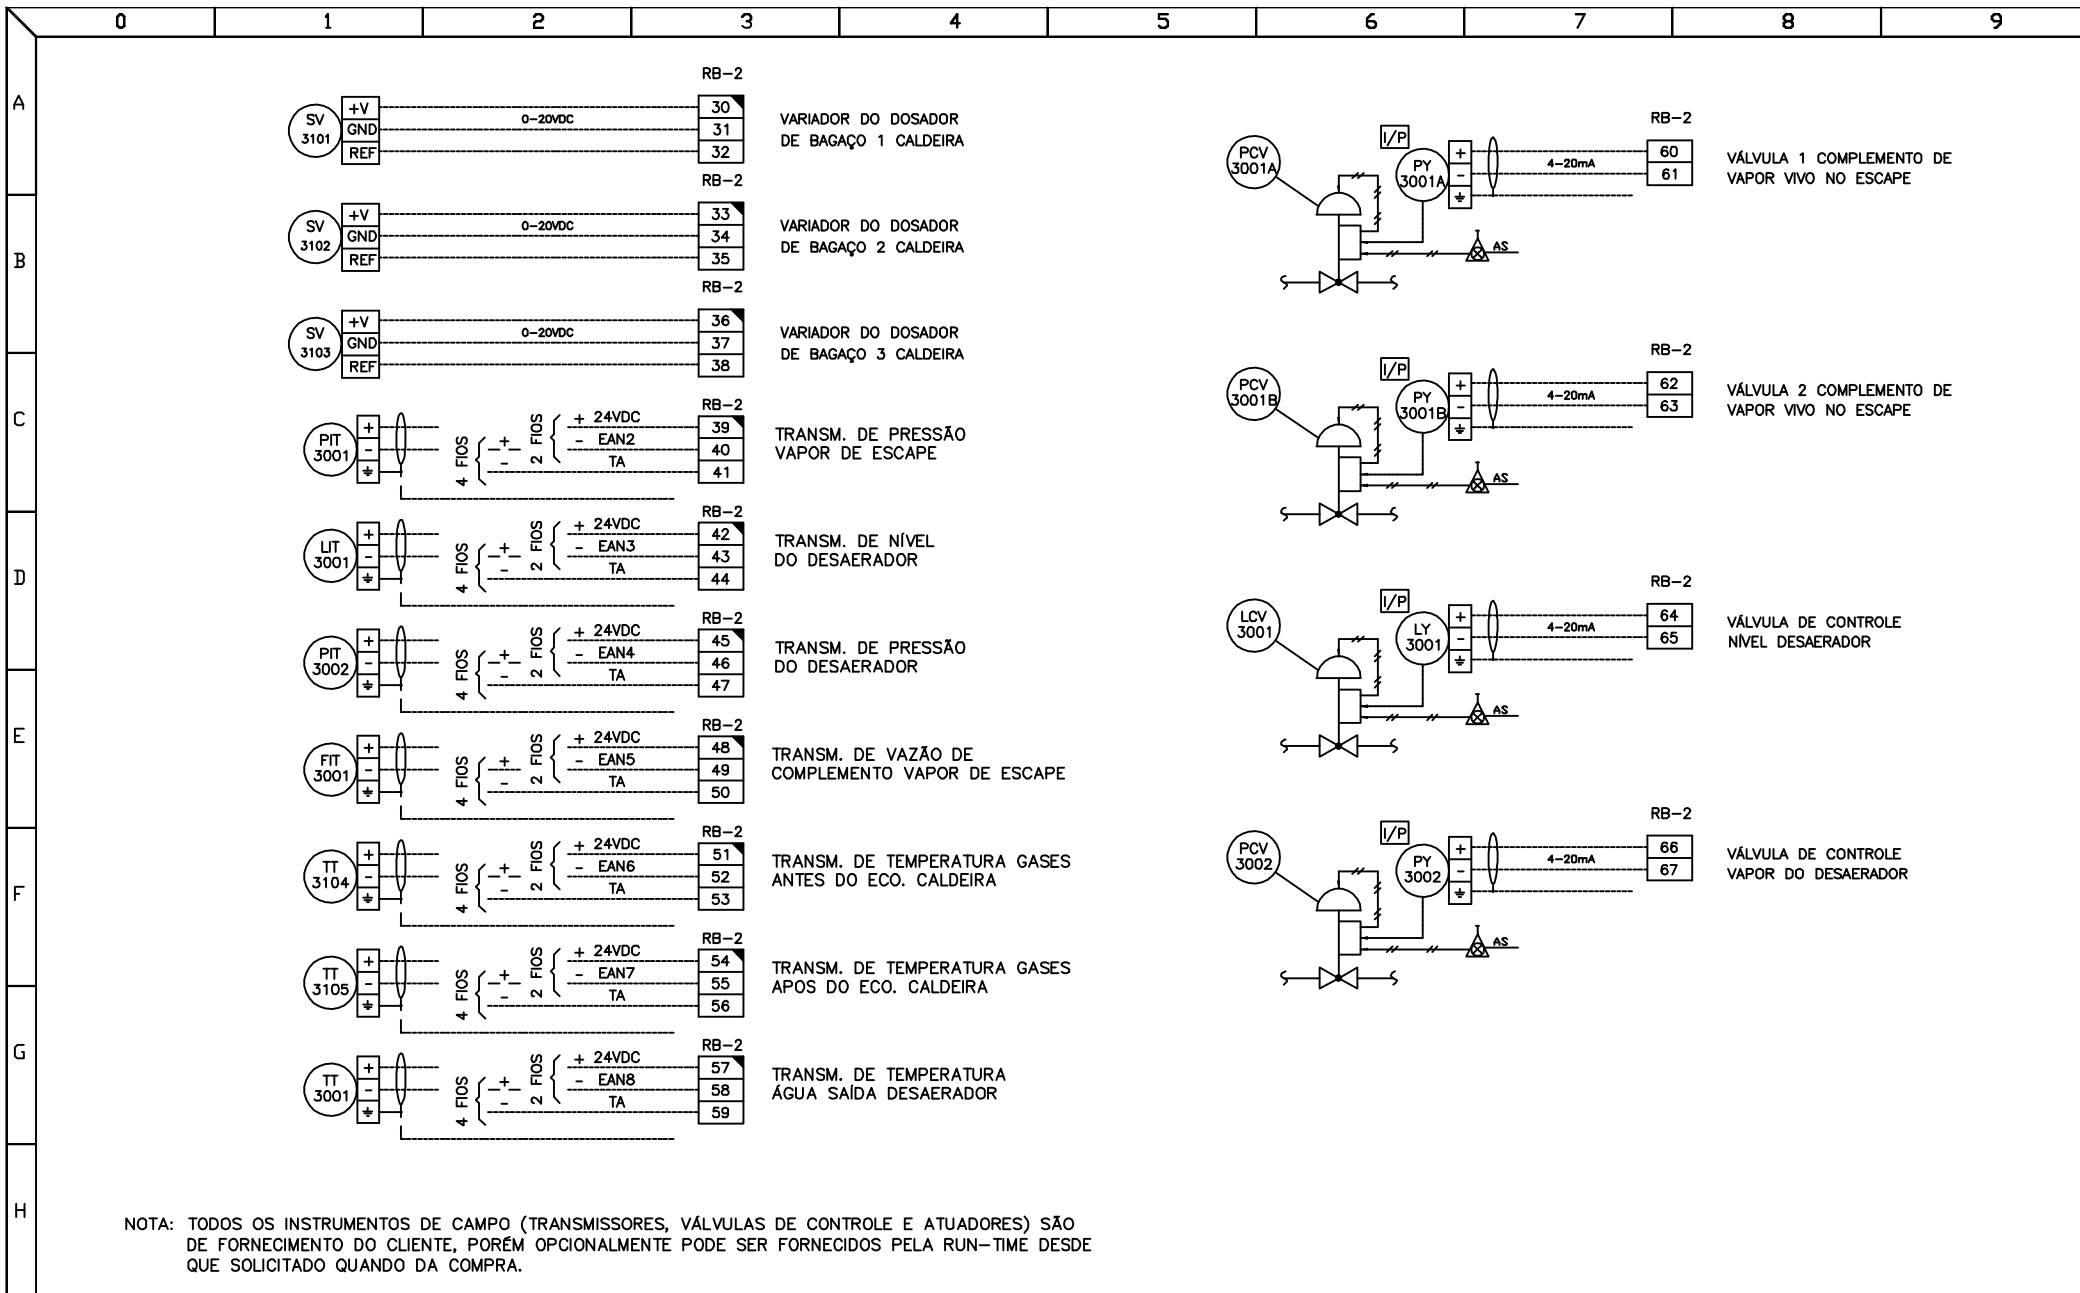 0 1 2 3 4 5 6 7 8 9
A
B
C
D
E
F
G
H
RB-2
SV
3101
+V
GND
REF
0-20VDC
30
31
32
VARIADOR DO DOSADOR
DE BAGAÇO 1 CALDEIRA
RB-2
SV
3102
+V
GND
REF
0-20VDC
33
34
35
VARIADOR DO DOSADOR
DE BAGAÇO 2 CALDEIRA
RB-2
SV
3103
+V
GND
REF
0-20VDC
36
37
38
VARIADOR DO DOSADOR
DE BAGAÇO 3 CALDEIRA
RB-2
PIT
3001
+
-
4 FIOS
+
-
2 FIOS
+ 24VDC
- EAN2
TA
39
40
41
TRANSM. DE PRESSÃO
VAPOR DE ESCAPE
RB-2
LIT
3001
+
-
4 FIOS
+
-
2 FIOS
+ 24VDC
- EAN3
TA
42
43
44
TRANSM. DE NÍVEL
DO DESAERADOR
RB-2
PIT
3002
+
-
4 FIOS
+
-
2 FIOS
+ 24VDC
- EAN4
TA
45
46
47
TRANSM. DE PRESSÃO
DO DESAERADOR
RB-2
FIT
3001
+
-
4 FIOS
+
-
2 FIOS
+ 24VDC
- EAN5
TA
48
49
50
TRANSM. DE VAZÃO DE
COMPLEMENTO VAPOR DE ESCAPE
RB-2
TT
3104
+
-
4 FIOS
+
-
2 FIOS
+ 24VDC
- EAN6
TA
51
52
53
TRANSM. DE TEMPERATURA GASES
ANTES DO ECO. CALDEIRA
RB-2
TT
3105
+
-
4 FIOS
+
-
2 FIOS
+ 24VDC
- EAN7
TA
54
55
56
TRANSM. DE TEMPERATURA GASES
APOS DO ECO. CALDEIRA
RB-2
TT
3001
+
-
4 FIOS
+
-
2 FIOS
+ 24VDC
- EAN8
TA
57
58
59
TRANSM. DE TEMPERATURA
ÁGUA SAÍDA DESAERADOR
RB-2
PCV
3001A
I/P
PY
3001A
+
-
4-20mA
60
61
AS
VÁLVULA 1 COMPLEMENTO DE
VAPOR VIVO NO ESCAPE
RB-2
PCV
3001B
I/P
PY
3001B
+
-
4-20mA
62
63
AS
VÁLVULA 2 COMPLEMENTO DE
VAPOR VIVO NO ESCAPE
RB-2
LCV
3001
I/P
LY
3001
+
-
4-20mA
64
65
AS
VÁLVULA DE CONTROLE
NÍVEL DESAERADOR
RB-2
PCV
3002
I/P
PY
3002
+
-
4-20mA
66
67
AS
VÁLVULA DE CONTROLE
VAPOR DO DESAERADOR
NOTA: TODOS OS INSTRUMENTOS DE CAMPO (TRANSMISSORES, VÁLVULAS DE CONTROLE E ATUADORES) SÃO
DE FORNECIMENTO DO CLIENTE, PORÉM OPCIONALMENTE PODE SER FORNECIDOS PELA RUN-TIME DESDE
QUE SOLICITADO QUANDO DA COMPRA.